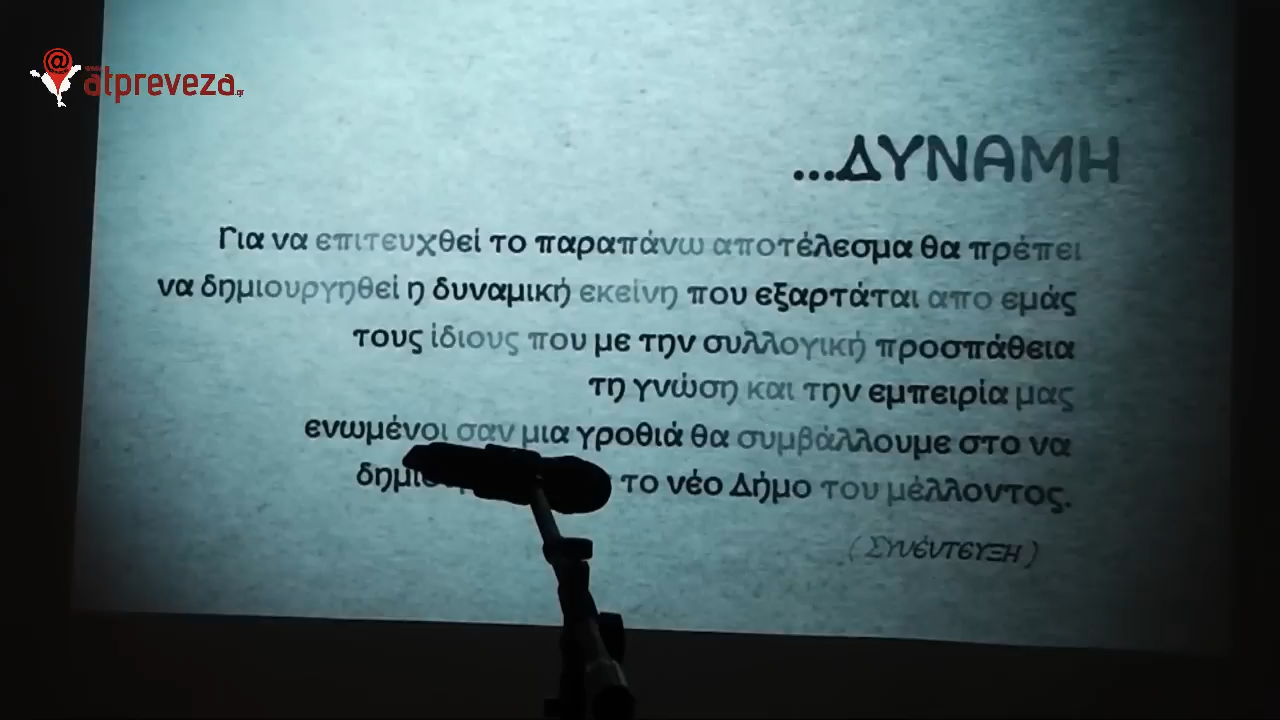 atpreveza.gr
...ΔΥΝΑΜΗ
Για να επιτευχθεί το παραπάνω αποτέλεσμα θα πρέπει
να δημιουργηθεί η δυναμική εκείνη που εξαρτάται απο εμάς
τους ίδιους που με την συλλογική προσπάθεια
τη γνώση και την εμπειρία μας
ενωμένοι σαν μια γροθιά θα συμβάλλουμε στο να
το νέο Δήμο του μέλλοντος.
(ΣΥΝΈΝΤΕΥΞΗ)